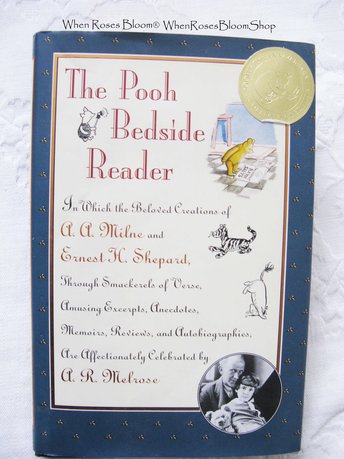 When Roses Bloom® WhenRosesBloomShop
The Pooh
Bedside
Reader
In Which the Beloved Creations of
A. A. Milne and
Ernest H. Shepard,
Through Smackerels of Verse,
Amusing Excerpts, Anecdotes,
Memoirs, Reviews, and Autobiographies,
Are Affectionately Celebrated by
A. R. Melrose